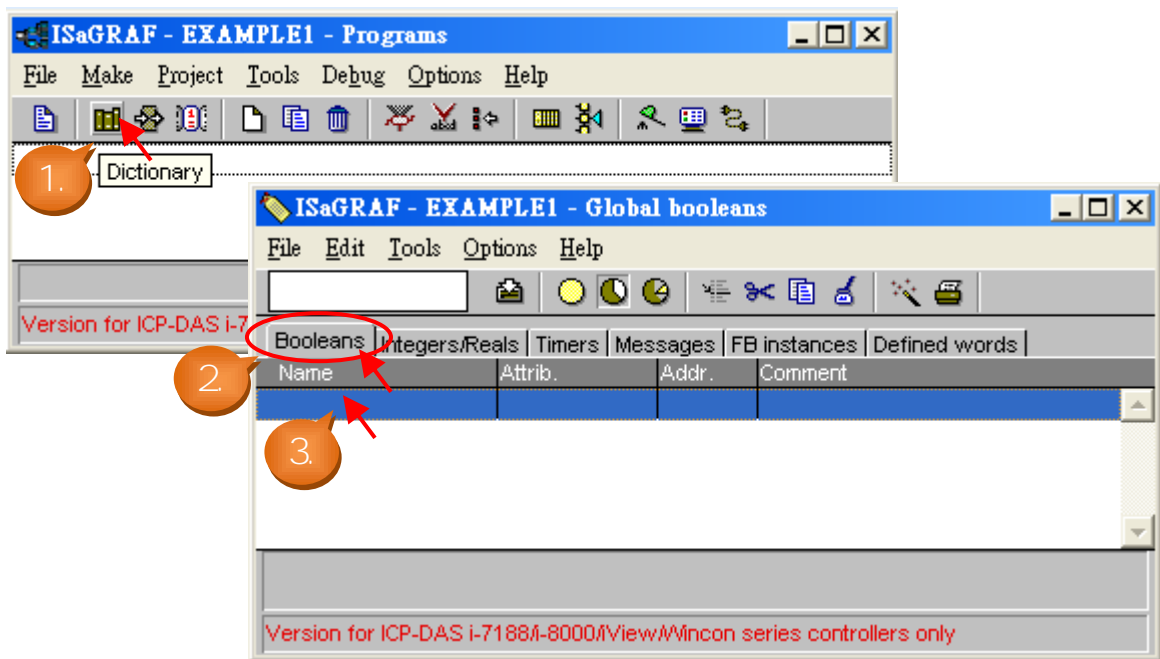 ISaGRAF - EXAMPLE1 - Programs
File Make Project Tools Debug Options Help
1.
Dictionary
Version for ICP-DAS i-7
ISaGRAF - EXAMPLE1 - Global booleans
File Edit Tools Options Help
Booleans Integers/Reals Timers Messages FB instances Defined words
2.
Name Attrib. Addr. Comment
3.
Version for ICP-DAS i-7188/i-8000/iView/Wincon series controllers only